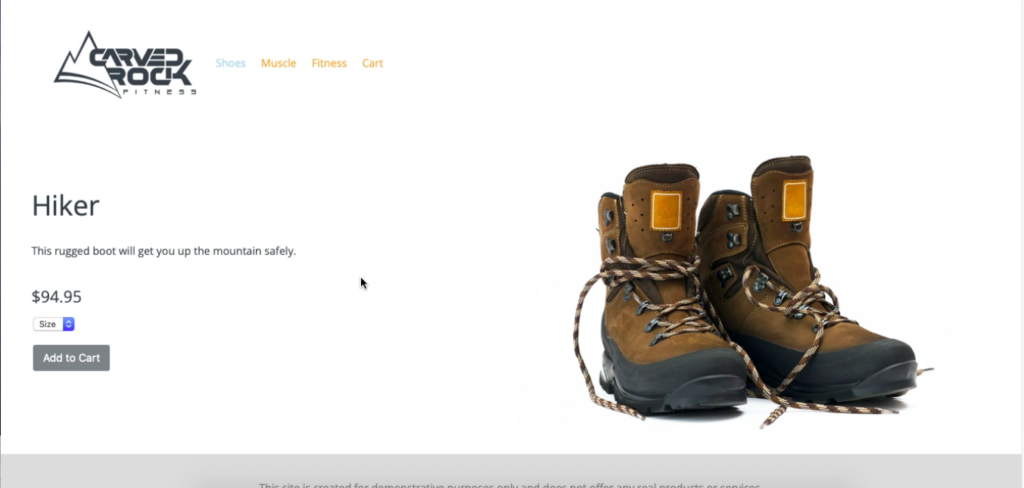 CARVED
ROCK
FITNESS
Shoes Muscle Fitness Cart
Hiker
This rugged boot will get you up the mountain safely.
$94.95
Size
Add to Cart
This site is created for demonstrative purposes only and does not offer any real products or services.